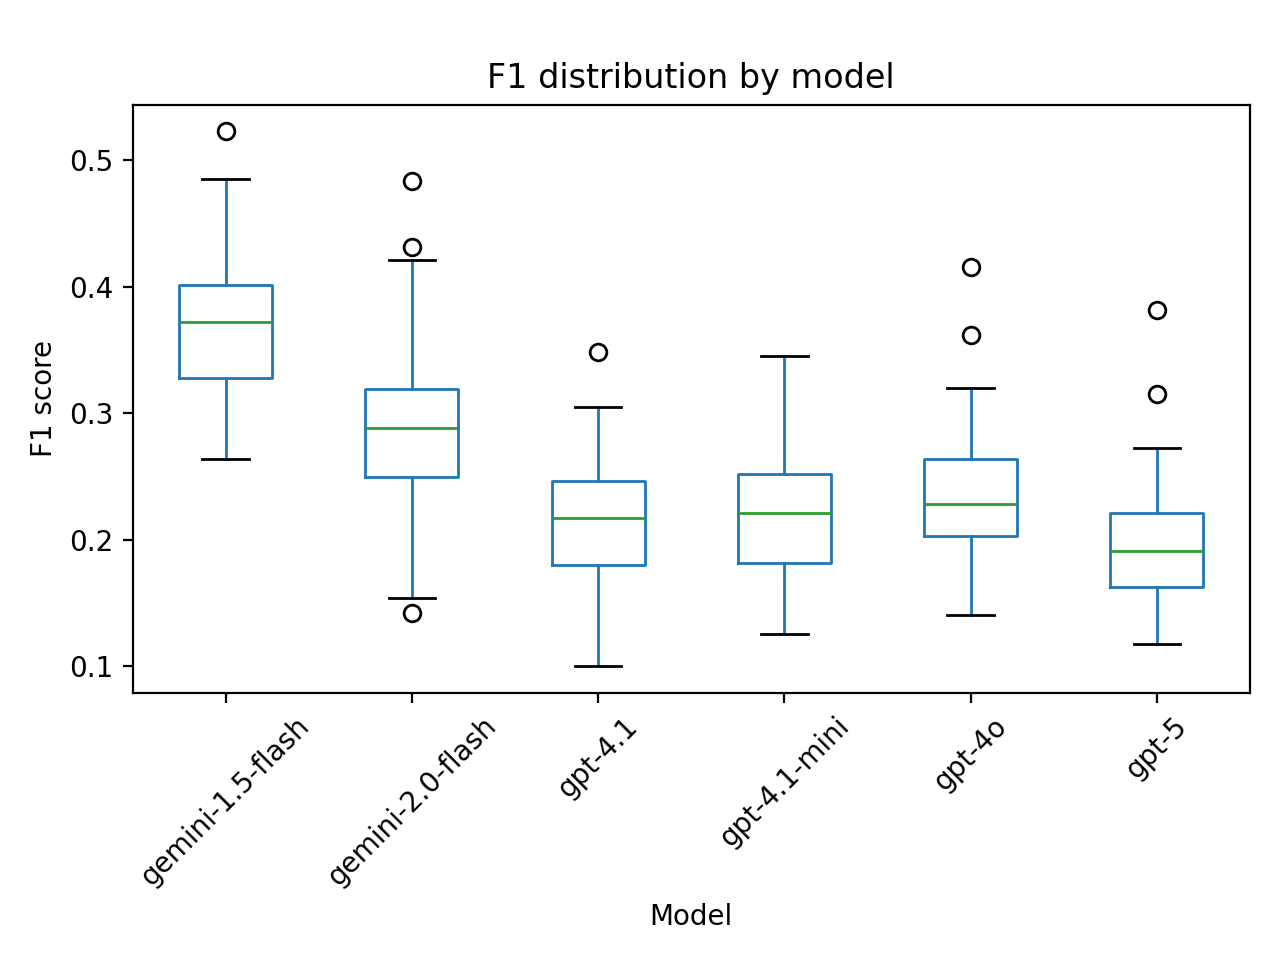 F1 distribution by model
0.5
0.4
0.3
0.2
0.1
F1 score
gemini-1.5-flash
gemini-2.0-flash
gpt-4.1
gpt-4.1-mini
gpt-4o
gpt-5
Model